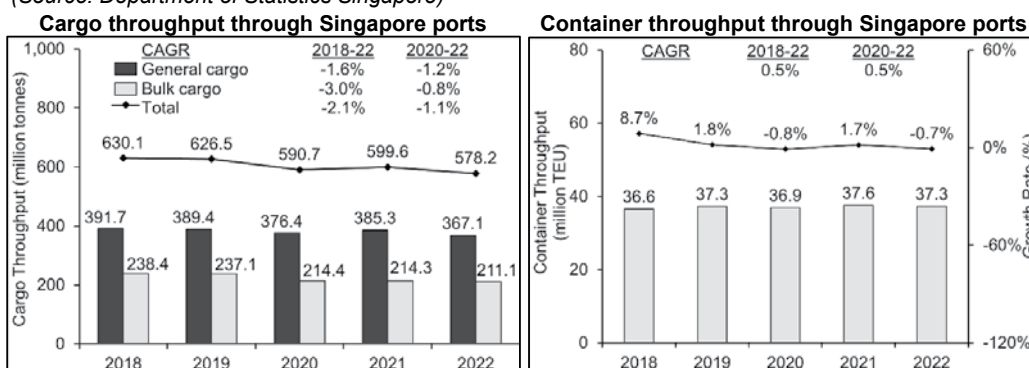 (Source: Department of Statistics Singapore)
Cargo throughput through Singapore ports
Cargo Throughput (million tonnes)
1,000
800
600
400
200
0
CAGR 2018-22 2020-22
General cargo -1.6% -1.2%
Bulk cargo -3.0% -0.8%
Total -2.1% -1.1%
630.1 626.5 590.7 599.6 578.2
391.7 389.4 376.4 385.3 367.1
238.4 237.1 214.4 214.3 211.1
2018 2019 2020 2021 2022
Container throughput through Singapore ports
Container Throughput
(million TEU)
80
60
40
20
0
CAGR 2018-22 2020-22
0.5% 0.5%
8.7% 1.8% -0.8% 1.7% -0.7%
36.6 37.3 36.9 37.6 37.3
2018 2019 2020 2021 2022
60%
0%
-60%
-120%
Growth Rate (%)